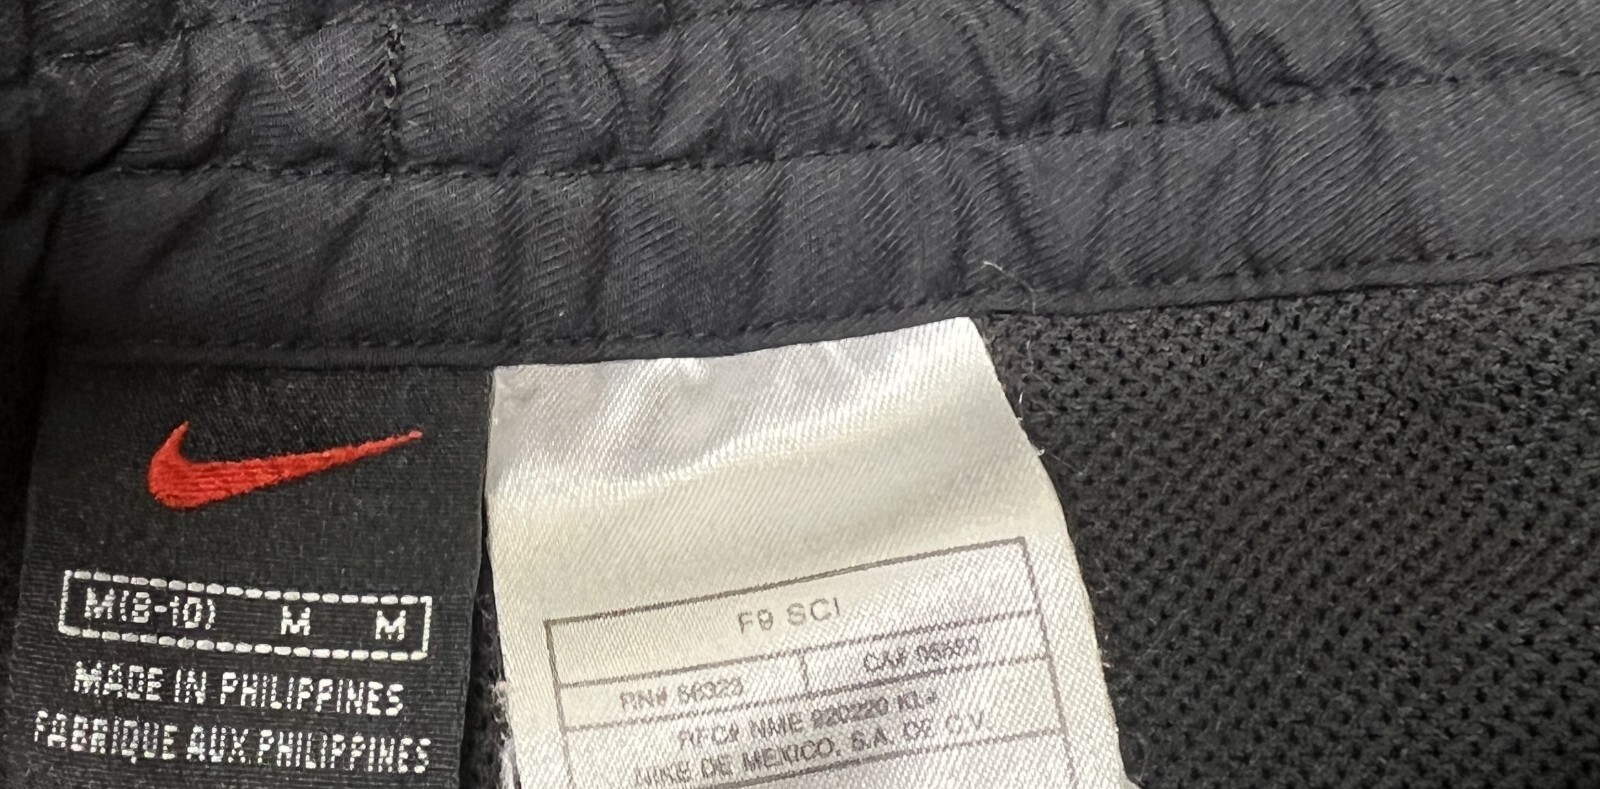 M(8-10) M M
MADE IN PHILIPPINES
FABRIQUE AUX PHILIPPINES
F9 SCI
RN# 56323 CA# 05553
RFC# NME 920220 KL4
NIKE DE MEXICO, S.A. DE C.V.